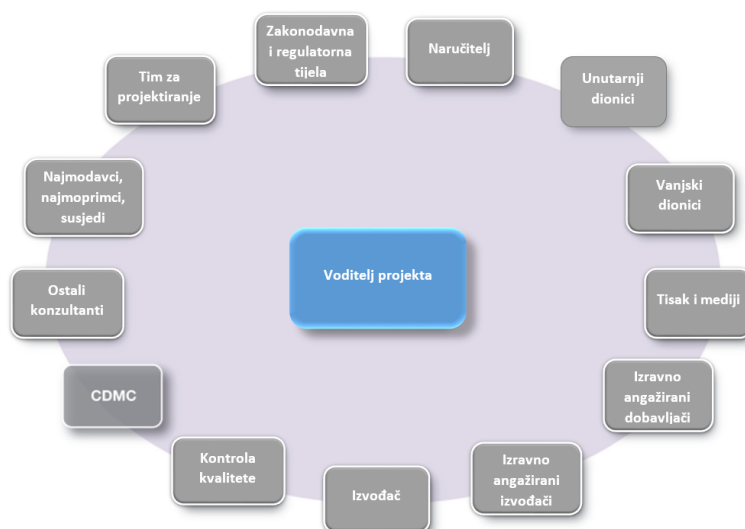 Zakonodavna
i regulatorna
tijela
Naručitelj
Unutarnji
dionici
Vanjski
dionici
Tisak i mediji
Izravno
angažirani
dobavljači
Izravno
angažirani
izvođači
Izvođač
Kontrola
kvalitete
CDMC
Ostali
konzultanti
Najmodavci,
najmoprimci,
susjedi
Tim za
projektiranje
Voditelj projekta